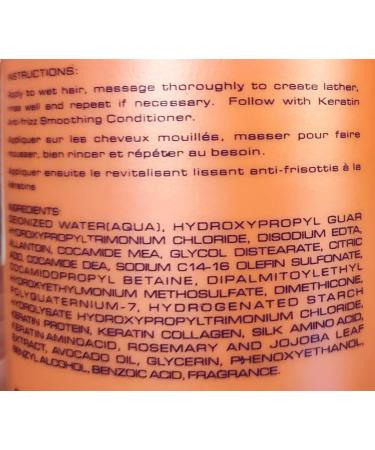 INSTRUCTIONS:
Apply to wet hair, massage thoroughly to create lather,
rinse well and repeat if necessary. Follow with Keratin
Anti-frizz Smoothing Conditioner.
Appliquer sur les cheveux mouillés, masser pour faire
mousser, bien rincer et répéter au besoin.
Appliquer ensuite le revitalisant lissant anti-frisottis à la
kératine
INGREDIENTS:
DEIONIZED WATER(AQUA), HYDROXYPROPYL GUAR
HYDROXYPROPYLTRIMONIUM CHLORIDE, DISODIUM EDTA,
ALLANTOIN, COCAMIDE MEA, GLYCOL DISTEARATE, CITRIC
ACID, COCAMIDE DEA, SODIUM C14-16 OLEFIN SULFONATE,
COCAMIDOPROPYL BETAINE, DIPALMITOYLETHYL
HYDROXYETHYLMONIUM METHOSULFATE, DIMETHICONE,
POLYQUATERNIUM-7, HYDROGENATED STARCH
HYDROLYSATE HYDROXYPROPYLTRIMONIUM CHLORIDE,
KERATIN PROTEIN, KERATIN COLLAGEN, SILK AMINO ACID,
KERATIN AMINOACID, ROSEMARY AND JOJOBA LEAF
EXTRACT, AVOCADO OIL, GLYCERIN, PHENOXYETHANOL,
BENZYL ALCOHOL, BENZOIC ACID, FRAGRANCE.